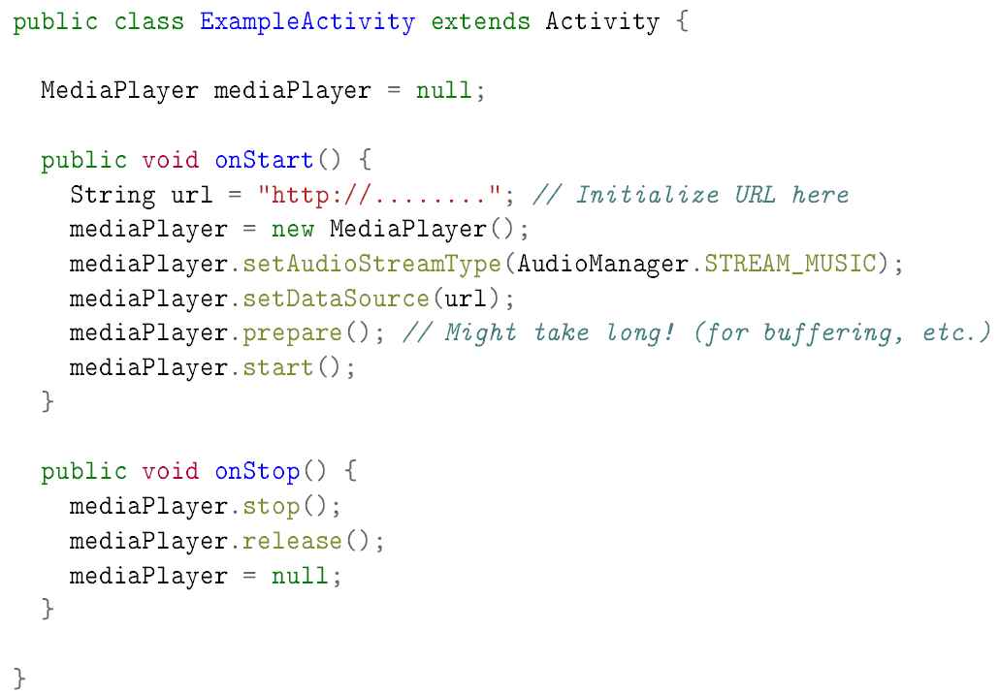 public class ExampleActivity extends Activity {
MediaPlayer mediaPlayer = null;
public void onStart() {
String url = "http://........"; // Initialize URL here
mediaPlayer = new MediaPlayer();
mediaPlayer.setAudioStreamType(AudioManager.STREAM_MUSIC);
mediaPlayer.setDataSource(url);
mediaPlayer.prepare(); // Might take long! (for buffering, etc.)
mediaPlayer.start();
}
public void onStop() {
mediaPlayer.stop();
mediaPlayer.release();
mediaPlayer = null;
}
}